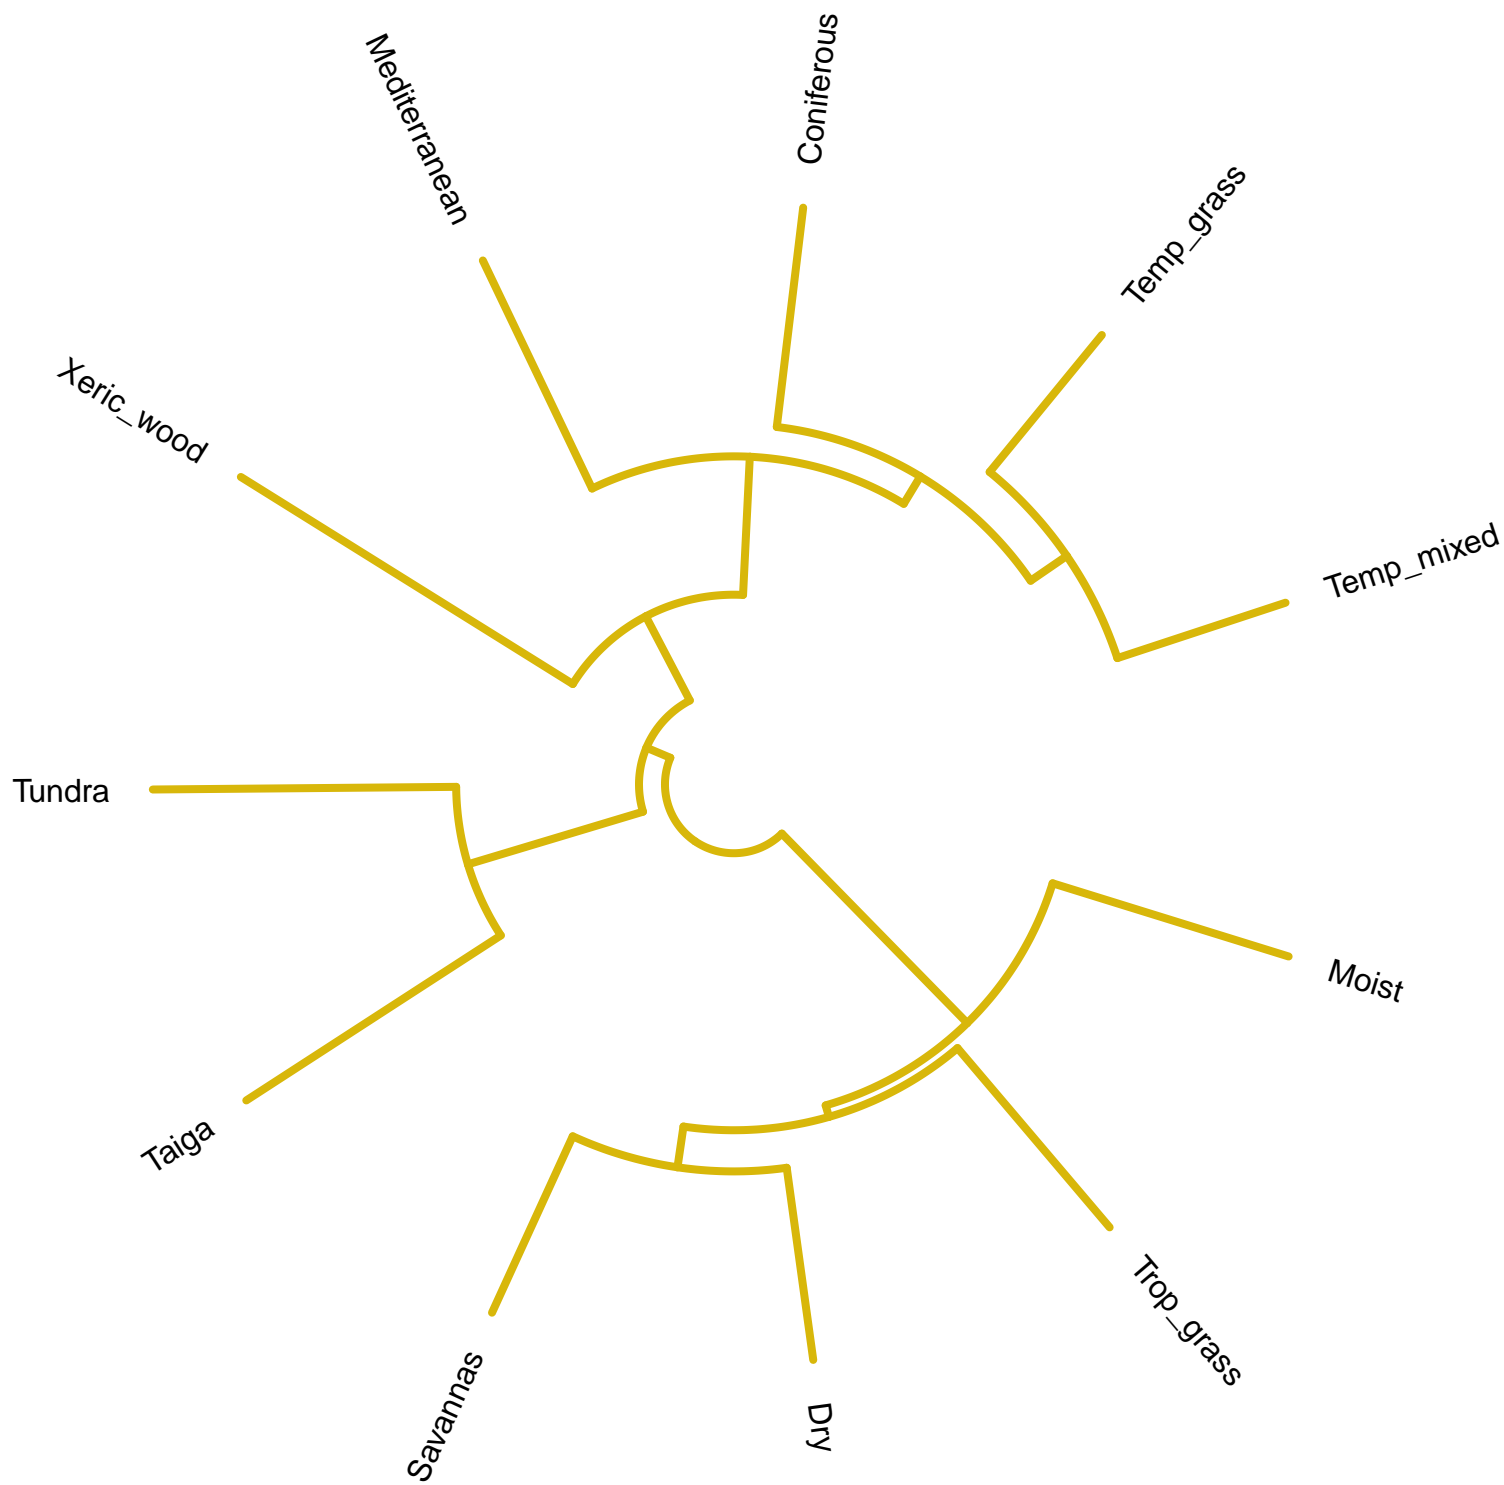 Coniferous
Mediterranean
Temp_grass
Xeric_wood
Temp_mixed
Tundra
Moist
Taiga
Trop_grass
Savannas
Dry